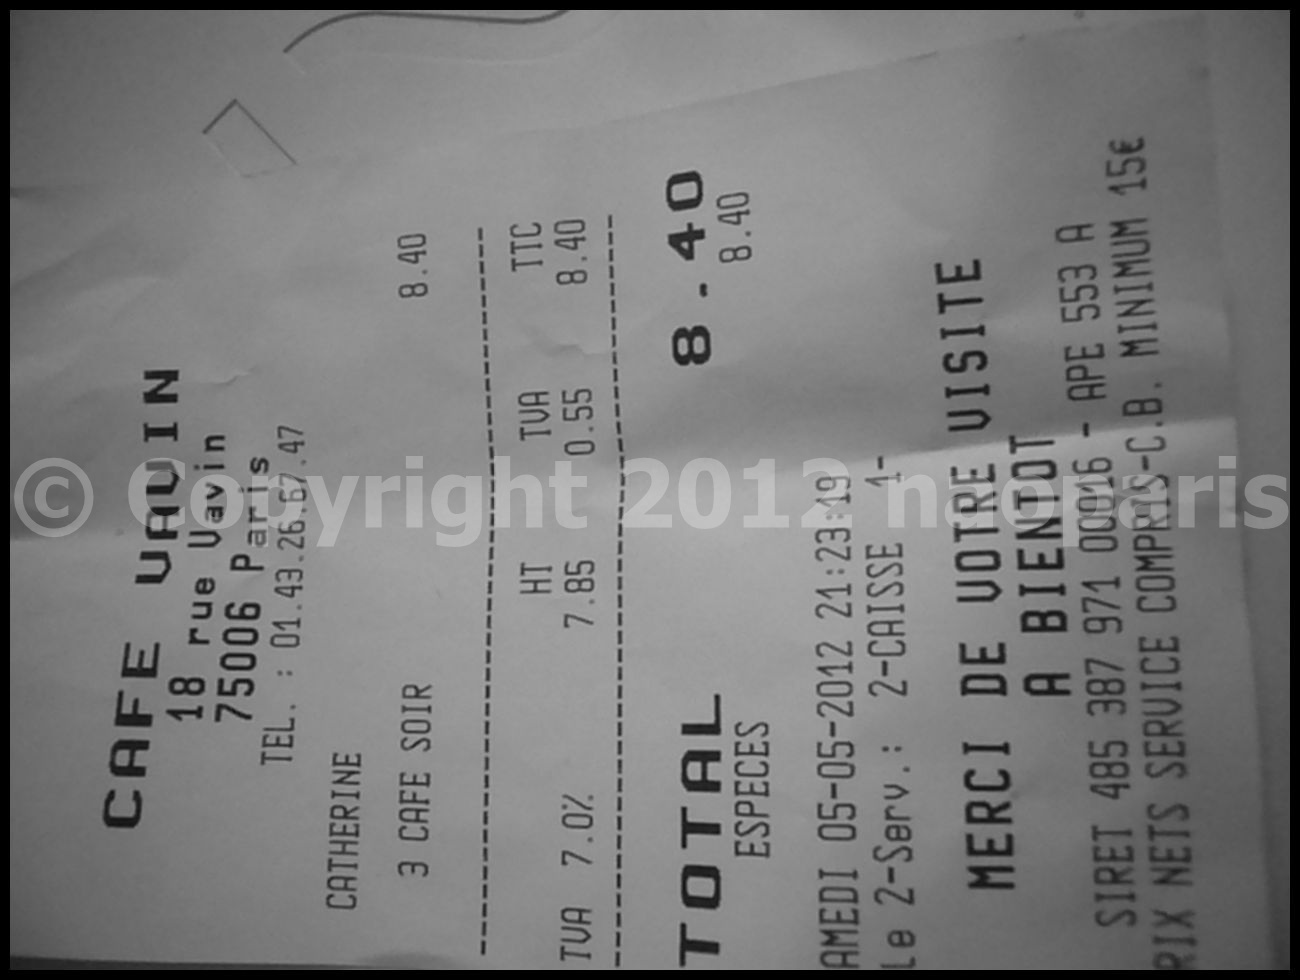 CAFE VAVIN
18 rue Vavin
75006 Paris
TEL. : 01.43.26.67.47
CATHERINE
3 CAFE SOIR 8.40
HT TVA TTC
TVA 7.0% 7.85 0.55 8.40
TOTAL 8.40
ESPECES 8.40
AMEDI 05-05-2012 21:23:19
Le 2-Serv.: 2-CAISSE 1-
MERCI DE VOTRE VISITE
A BIENTOT
SIRET 485 387 971 00016 - APE 553 A
RIX NETS SERVICE COMPRIS-C.B. MINIMUM 15€
© Copyright 2012 naoparis